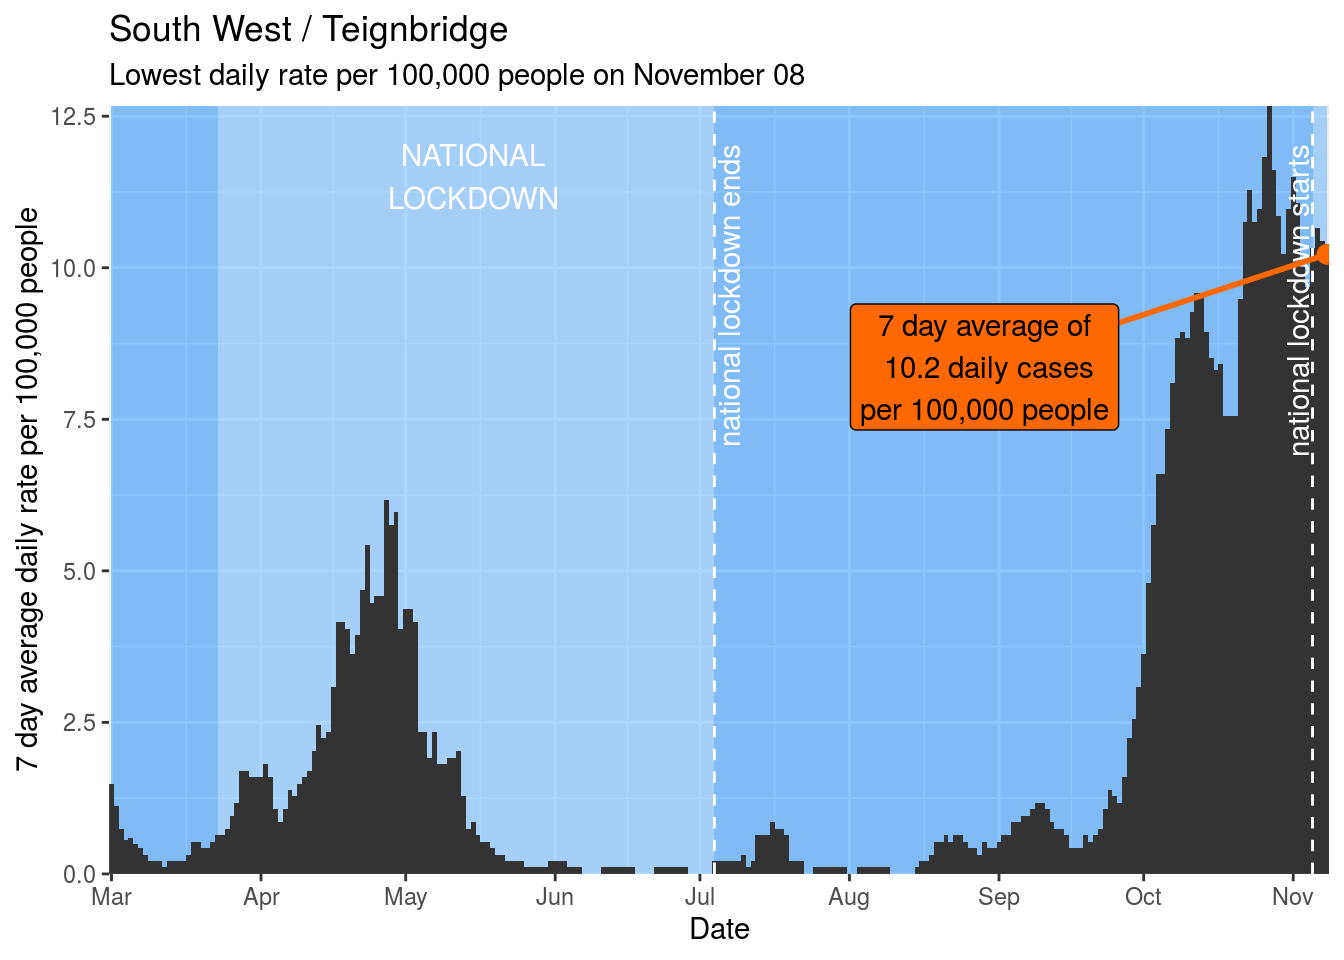 South West / Teignbridge
Lowest daily rate per 100,000 people on November 08
7 day average daily rate per 100,000 people
12.5
10.0
7.5
5.0
2.5
0.0
NATIONAL
LOCKDOWN
national lockdown ends
7 day average of
10.2 daily cases
per 100,000 people
national lockdown starts
Mar
Apr
May
Jun
Jul
Aug
Sep
Oct
Nov
Date